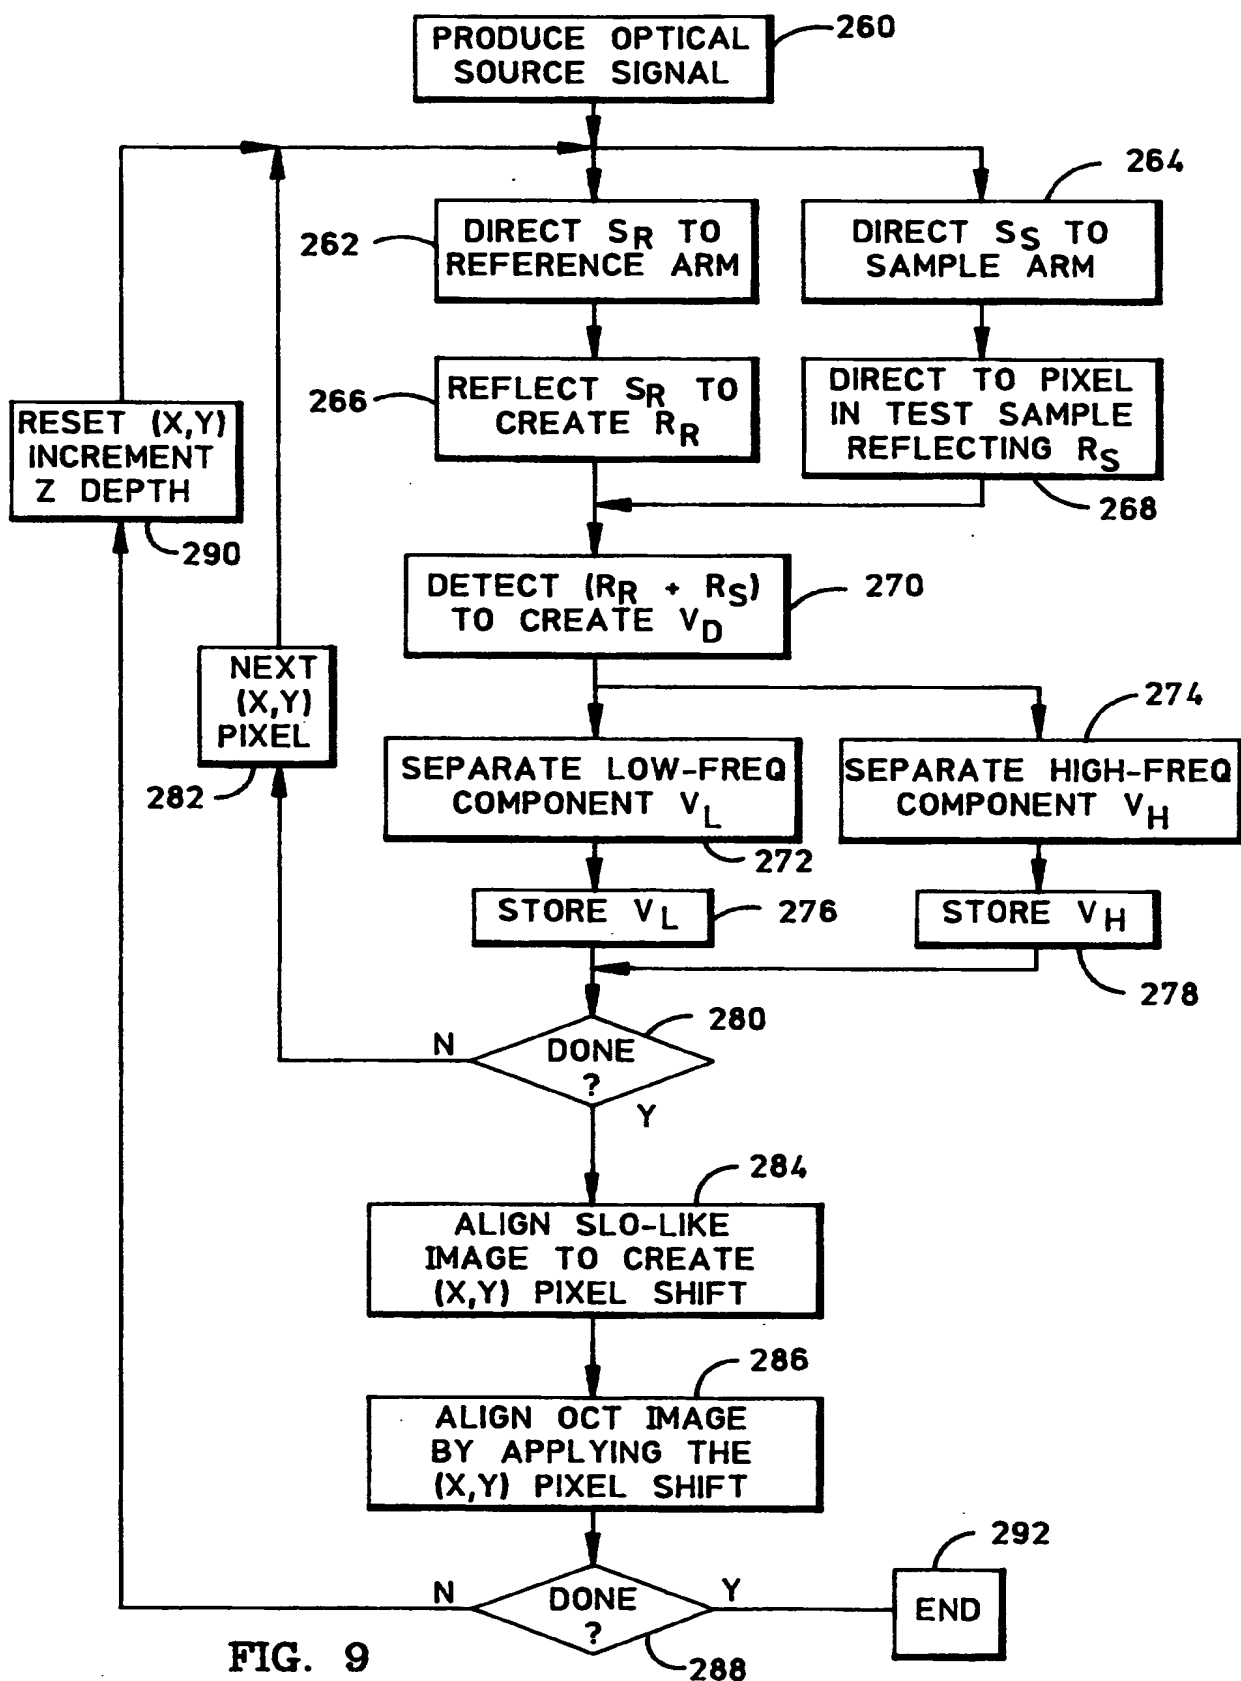 PRODUCE OPTICAL
SOURCE SIGNAL
260
264
262
DIRECT SR TO
REFERENCE ARM
DIRECT SS TO
SAMPLE ARM
266
REFLECT SR TO
CREATE RR
DIRECT TO PIXEL
IN TEST SAMPLE
REFLECTING RS
268
RESET (X,Y)
INCREMENT
Z DEPTH
290
DETECT (RR + RS)
TO CREATE VD
270
NEXT
(X,Y)
PIXEL
282
274
SEPARATE LOW-FREQ
COMPONENT VL
272
SEPARATE HIGH-FREQ
COMPONENT VH
STORE VL
276
STORE VH
278
280
N
DONE
?
Y
284
ALIGN SLO-LIKE
IMAGE TO CREATE
(X,Y) PIXEL SHIFT
286
ALIGN OCT IMAGE
BY APPLYING THE
(X,Y) PIXEL SHIFT
292
N
DONE
?
Y
END
288
FIG. 9